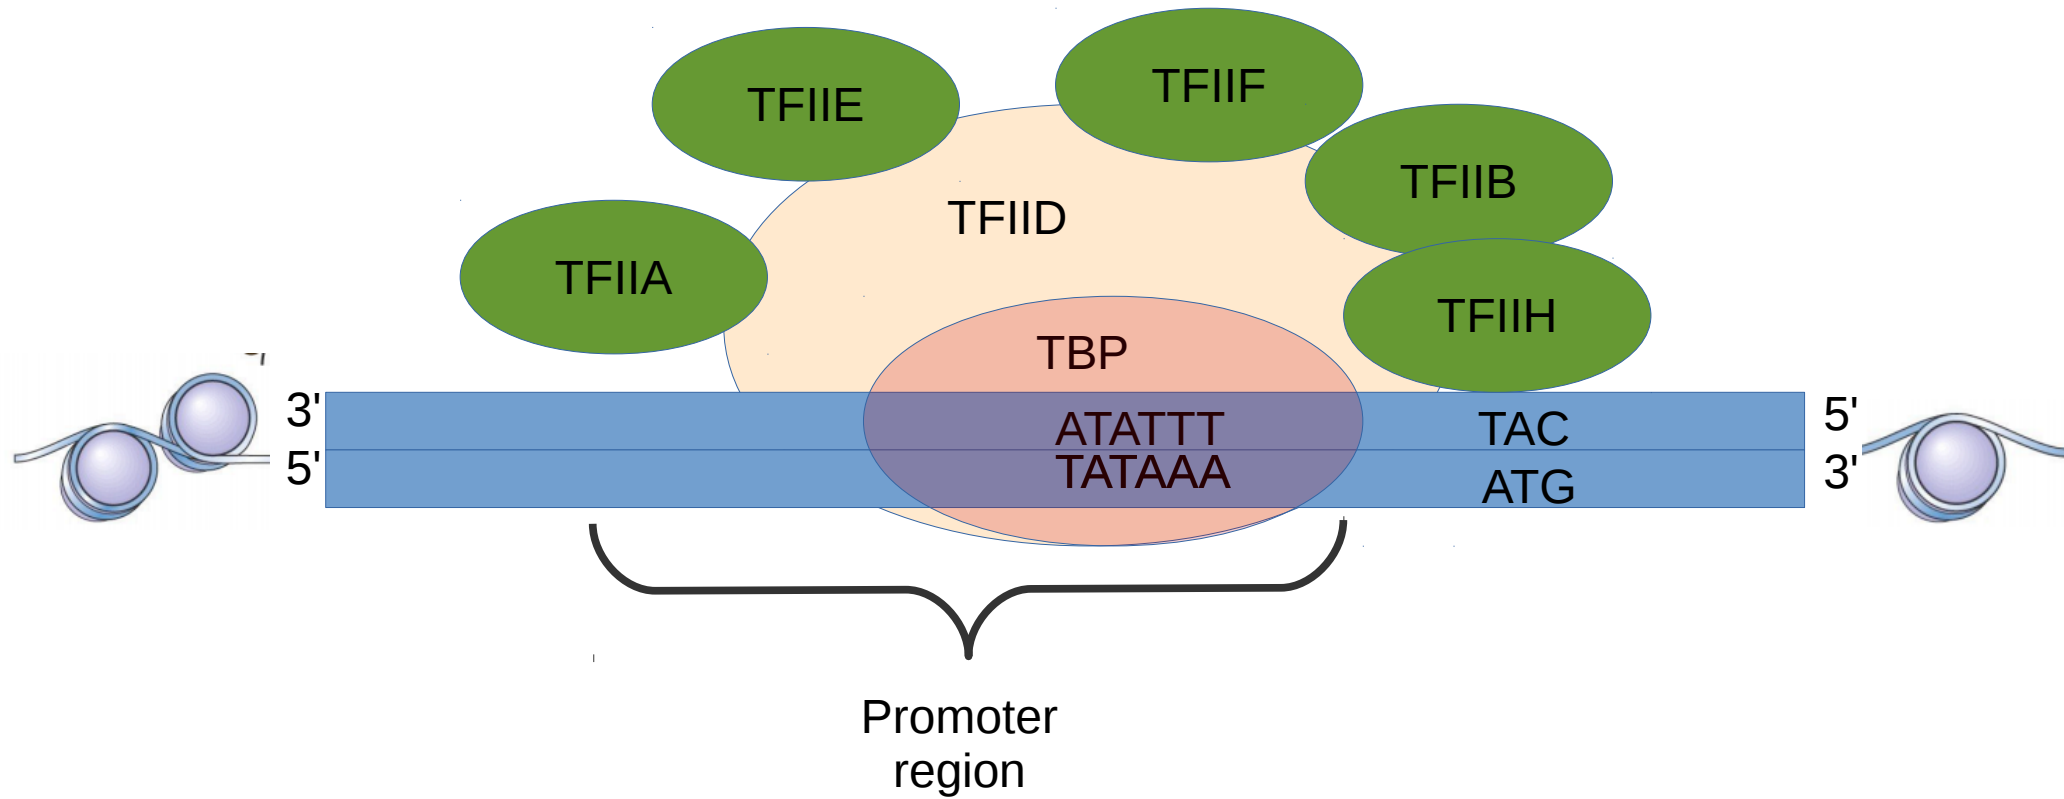 TFIIE
TFIIF
TFIIB
TFIID
TFIIA
TFIIH
TBP
3'
ATATTT
TAC
5'
5'
TATAAA
ATG
3'
Promoter
region